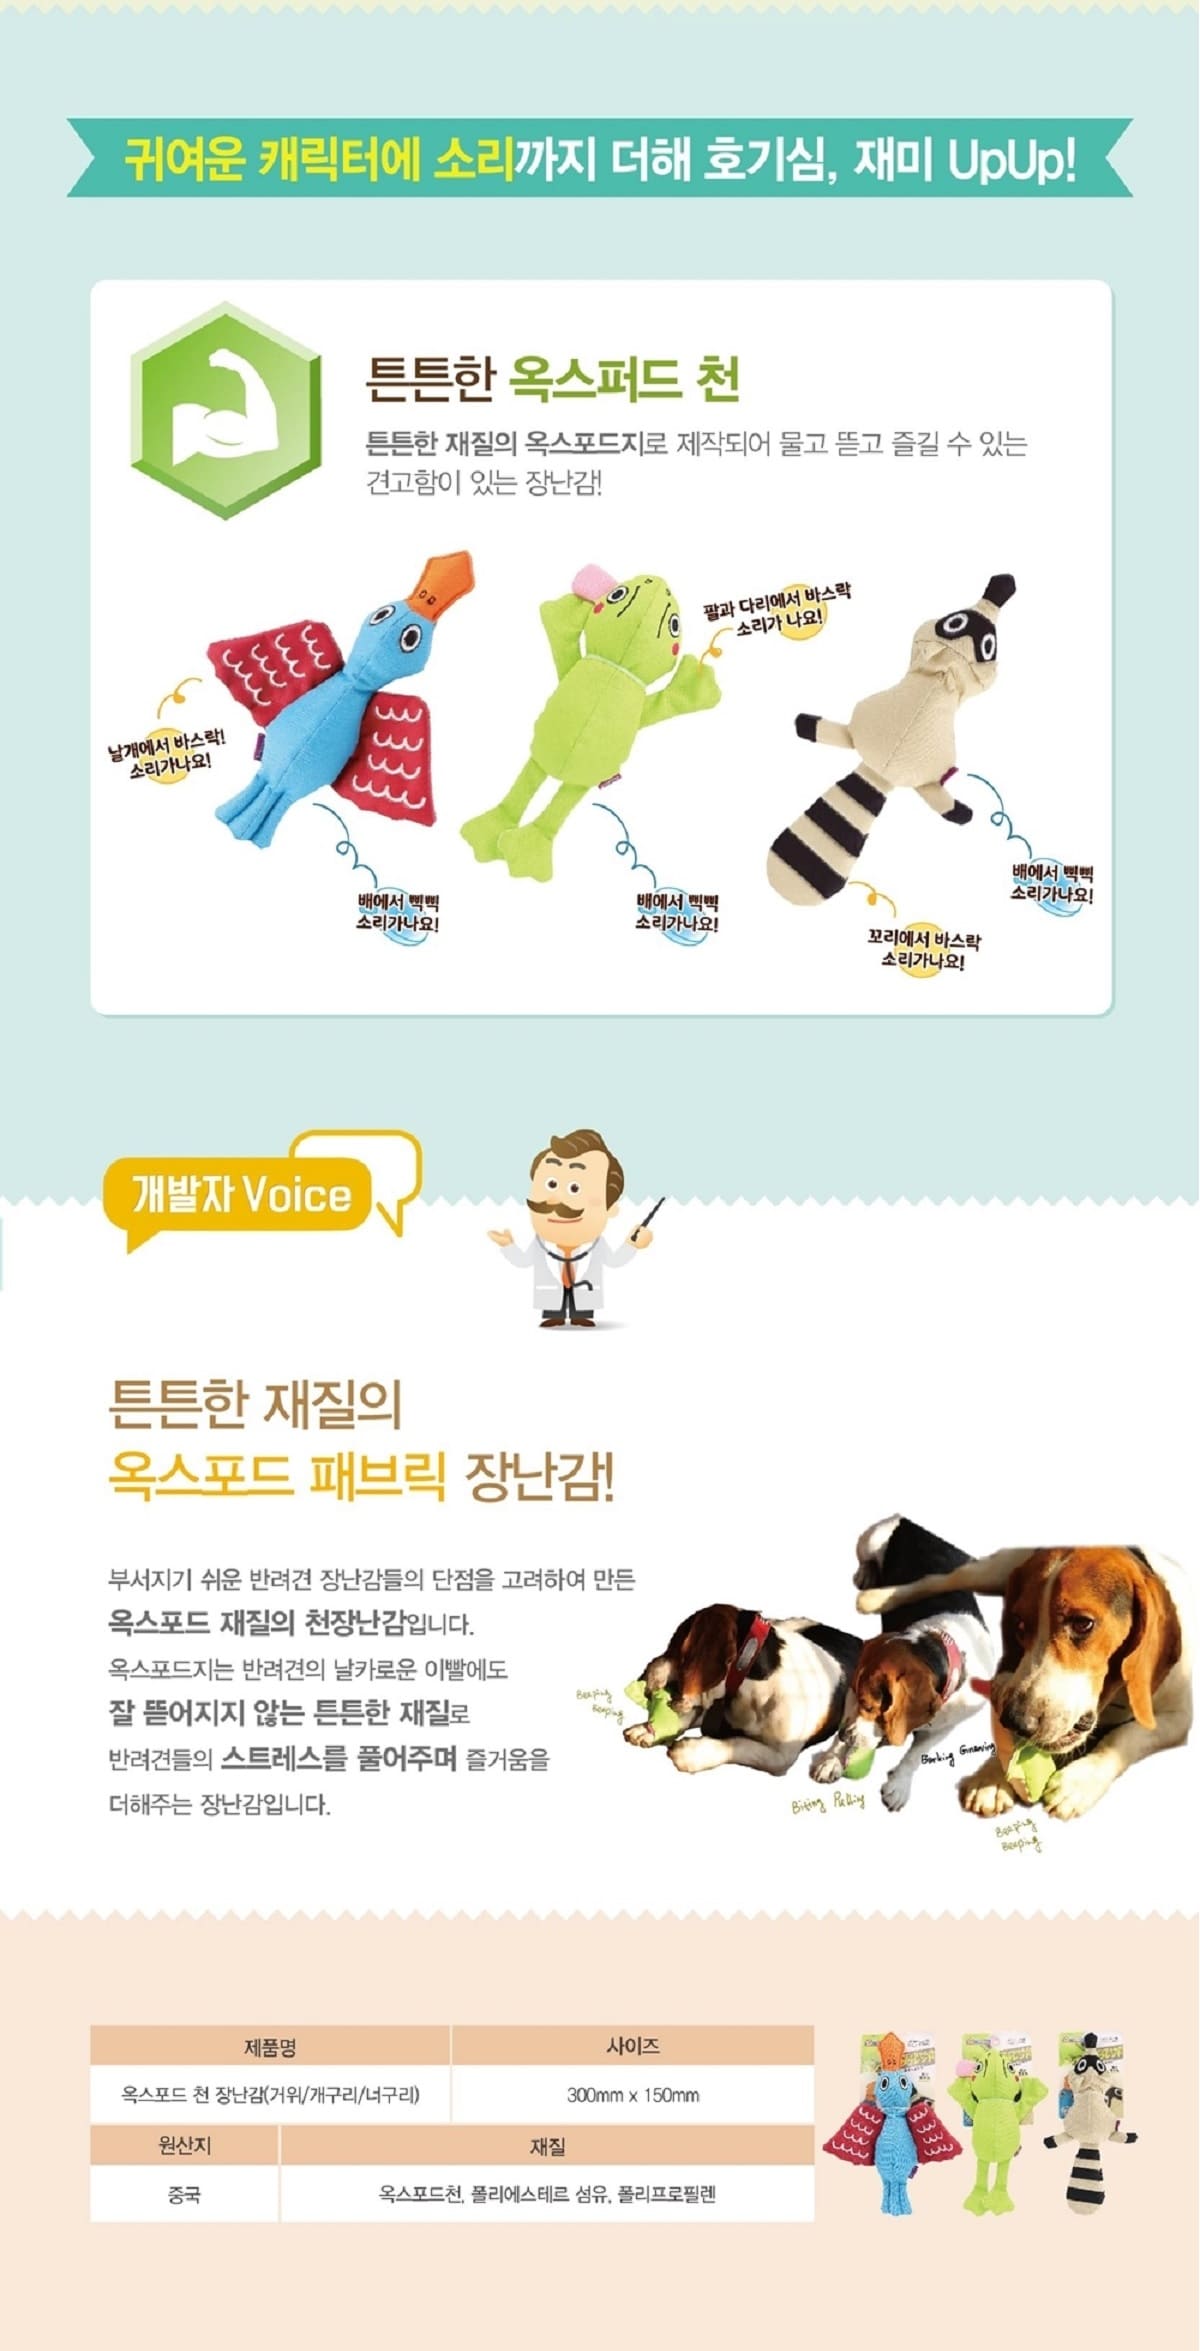 귀여운 캐릭터에 소리까지 더해 호기심, 재미 UpUp!
튼튼한 옥스퍼드 천
튼튼한 재질의 옥스포드지로 제작되어 물고 뜯고 즐길 수 있는
견고함이 있는 장난감!
팔과 다리에서 바스락
소리가 나요!
날개에서 바스락!
소리가나요!
배에서 삑삑
소리가나요!
배에서 삑삑
소리가나요!
배에서 삑삑
소리가나요!
꼬리에서 바스락
소리가나요!
개발자 Voice
튼튼한 재질의
옥스포드 패브릭 장난감!
부서지기 쉬운 반려견 장난감들의 단점을 고려하여 만든
옥스포드 재질의 천장난감입니다.
옥스포드지는 반려견의 날카로운 이빨에도
잘 뜯어지지 않는 튼튼한 재질로
반려견들의 스트레스를 풀어주며 즐거움을
더해주는 장난감입니다.
Beeping
Beeping
Biting Pulling
Barking Gnawing
Beeping
Beeping
제품명 사이즈
옥스포드 천 장난감(거위/개구리/너구리) 300mm x 150mm
원산지 재질
중국 옥스포드천, 폴리에스테르 섬유, 폴리프로필렌